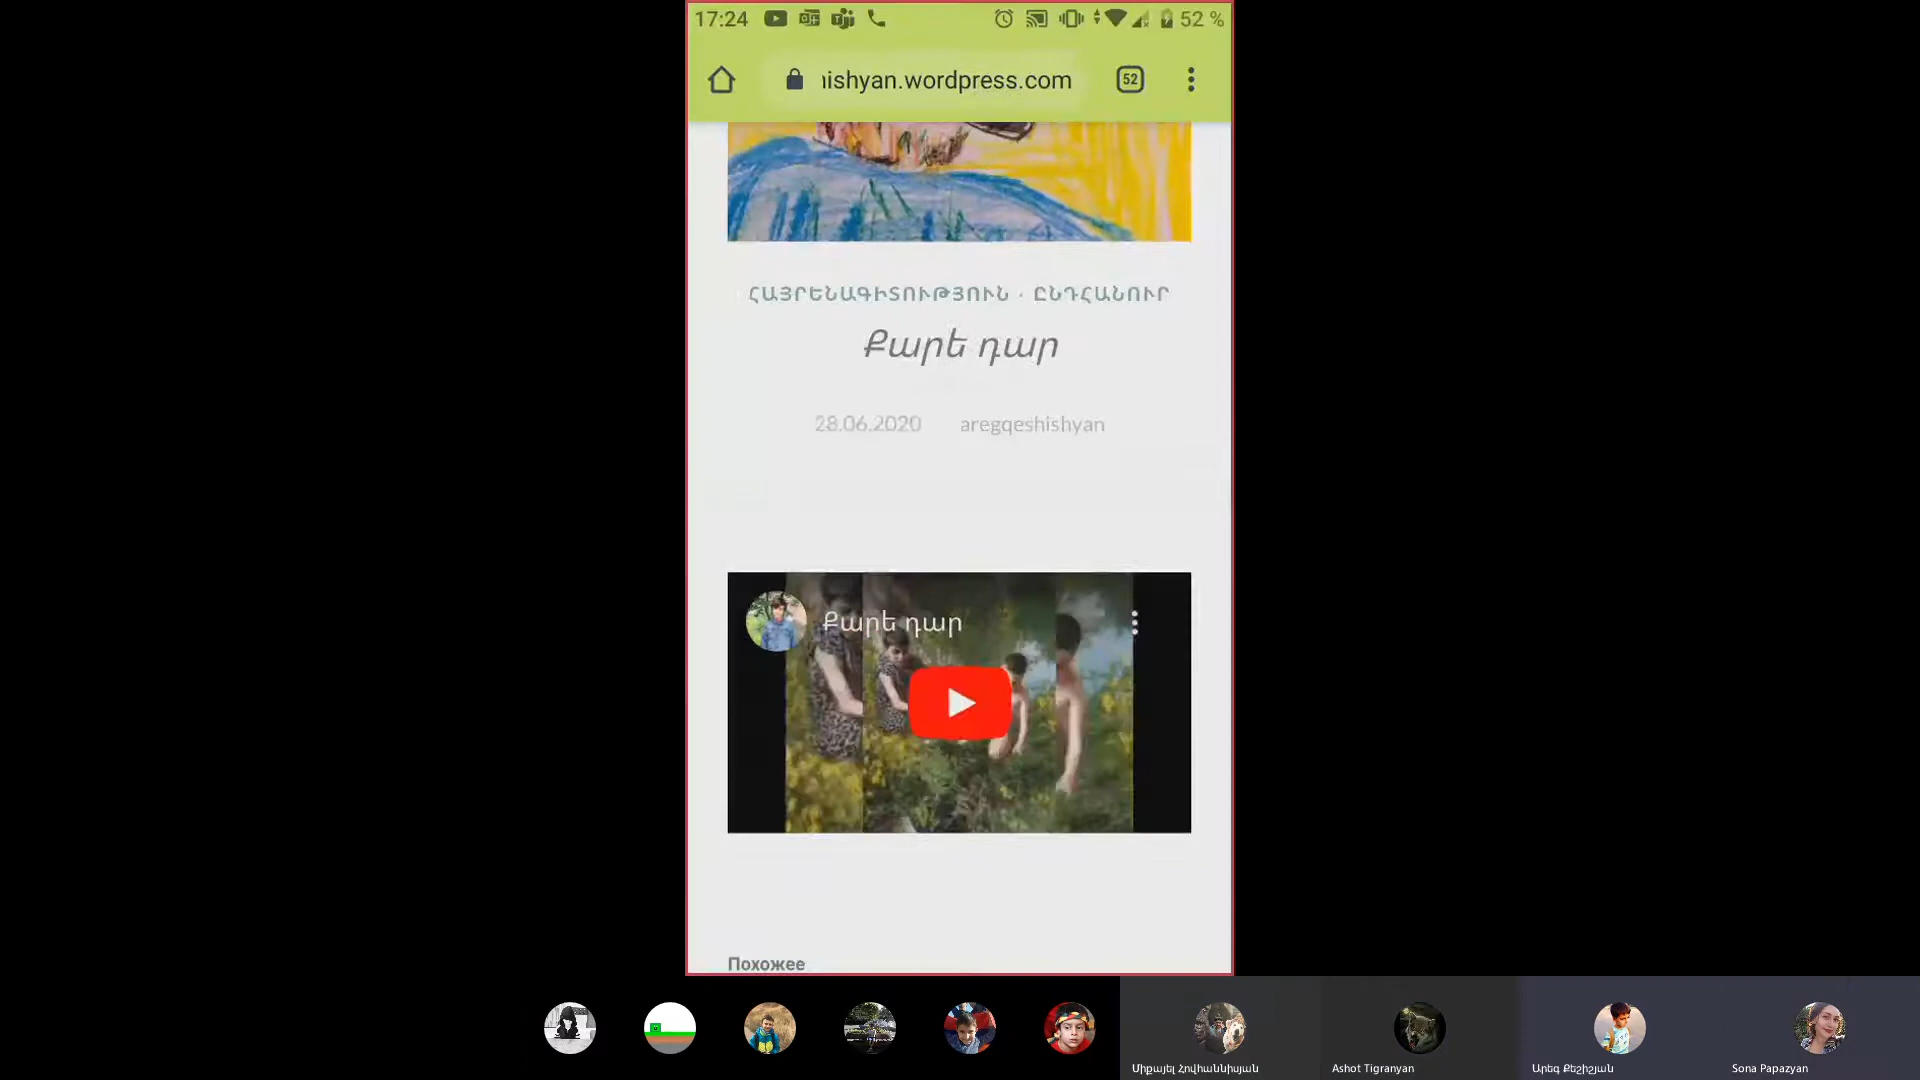 17:24
52 %
ishyan.wordpress.com
52
ՀԱՅՐԵՆԱԳԻՏՈՒԹՅՈՒՆ · ԸՆԴՀԱՆՈՒՐ
Քարե դար
28.06.2020 aregqeshishyan
Քարե դար
Похожее
Միքայել Հովհաննիսյան
Ashot Tigranyan
Արեգ Քեշիշյան
Sona Papazyan